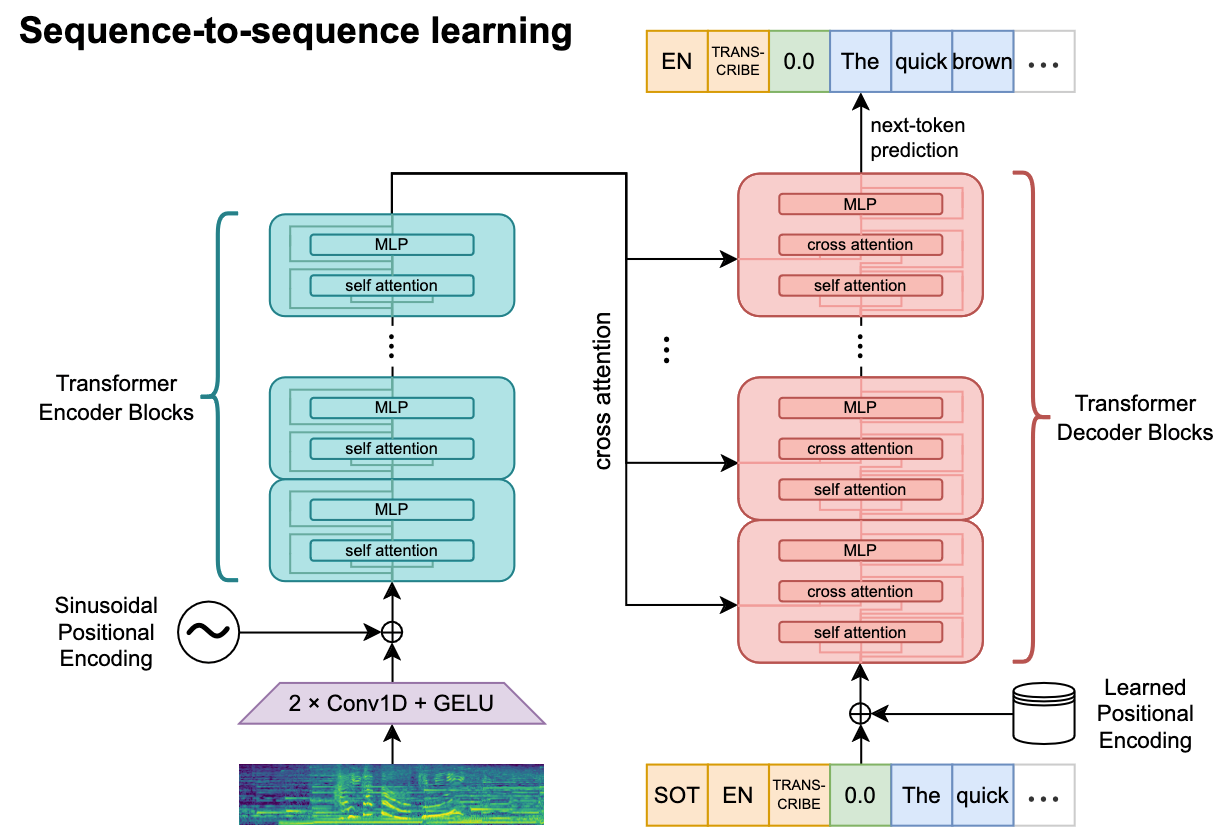 Sequence-to-sequence learning
EN TRANS-CRIBE 0.0 The quick brown ...
next-token
prediction
MLP
cross attention
self attention
MLP
self attention
Transformer
Encoder Blocks
MLP
self attention
MLP
self attention
cross attention
...
...
...
MLP
cross attention
self attention
MLP
cross attention
self attention
Transformer
Decoder Blocks
Sinusoidal
Positional
Encoding
2 × Conv1D + GELU
Learned
Positional
Encoding
SOT EN TRANS-CRIBE 0.0 The quick ...